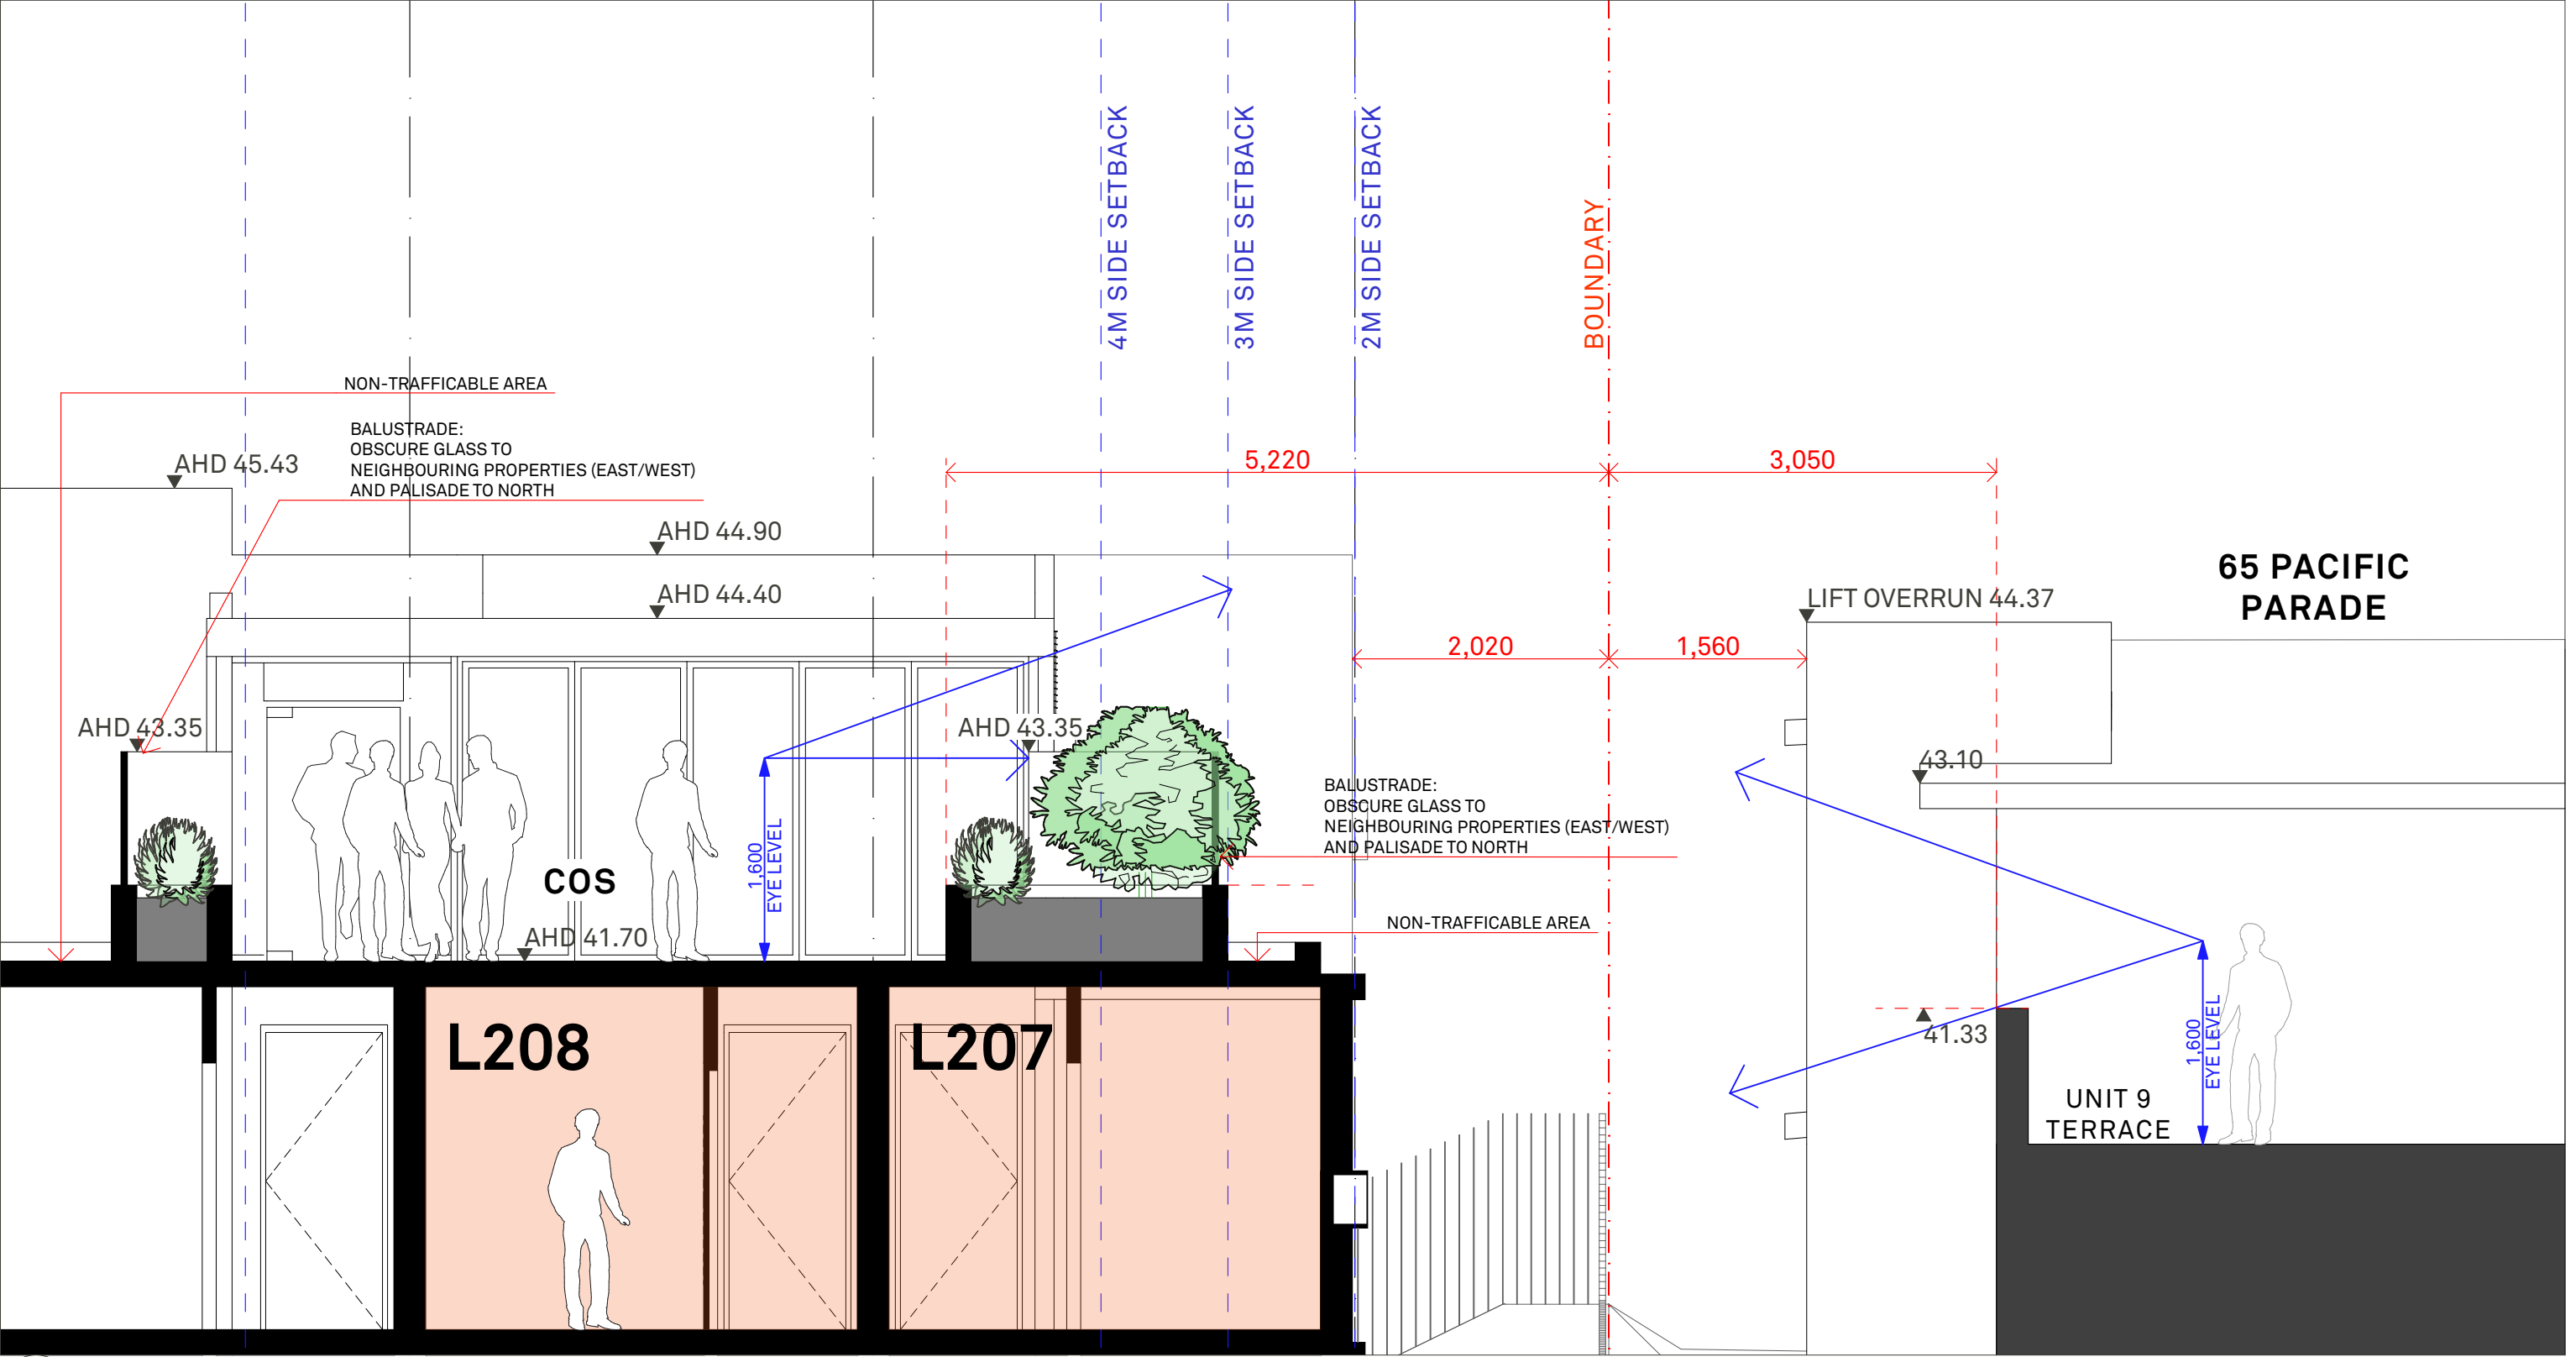 4M SIDE SETBACK
3M SIDE SETBACK
2M SIDE SETBACK
BOUNDARY
NON-TRAFFICABLE AREA
BALUSTRADE:
OBSCURE GLASS TO
NEIGHBOURING PROPERTIES (EAST/WEST)
AND PALISADE TO NORTH
AHD 45.43
5,220
3,050
AHD 44.90
65 PACIFIC
PARADE
AHD 44.40
LIFT OVERRUN 44.37
2,020
1,560
AHD 43.35
AHD 43.35
43.10
BALUSTRADE:
OBSCURE GLASS TO
NEIGHBOURING PROPERTIES (EAST/WEST)
AND PALISADE TO NORTH
1,600
EYE LEVEL
COS
NON-TRAFFICABLE AREA
AHD 41.70
L208
L207
41.33
1,600
EYE LEVEL
UNIT 9
TERRACE